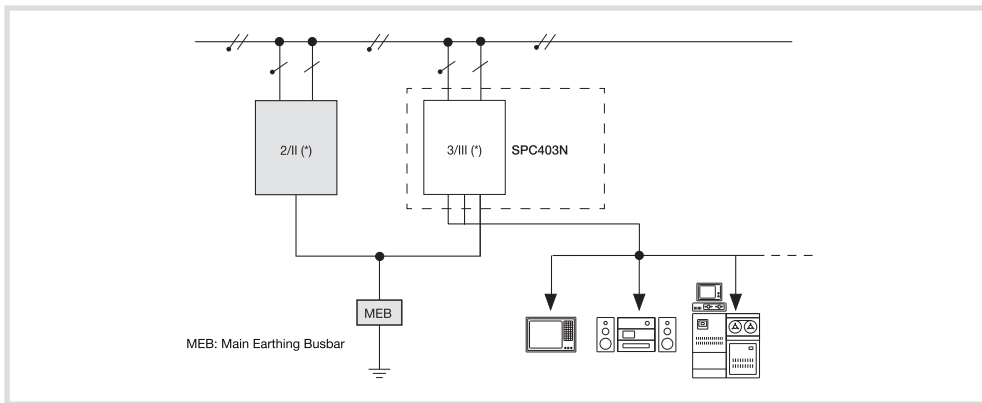 2/II (*)
3/III (*)
SPC403N
MEB
MEB: Main Earthing Busbar